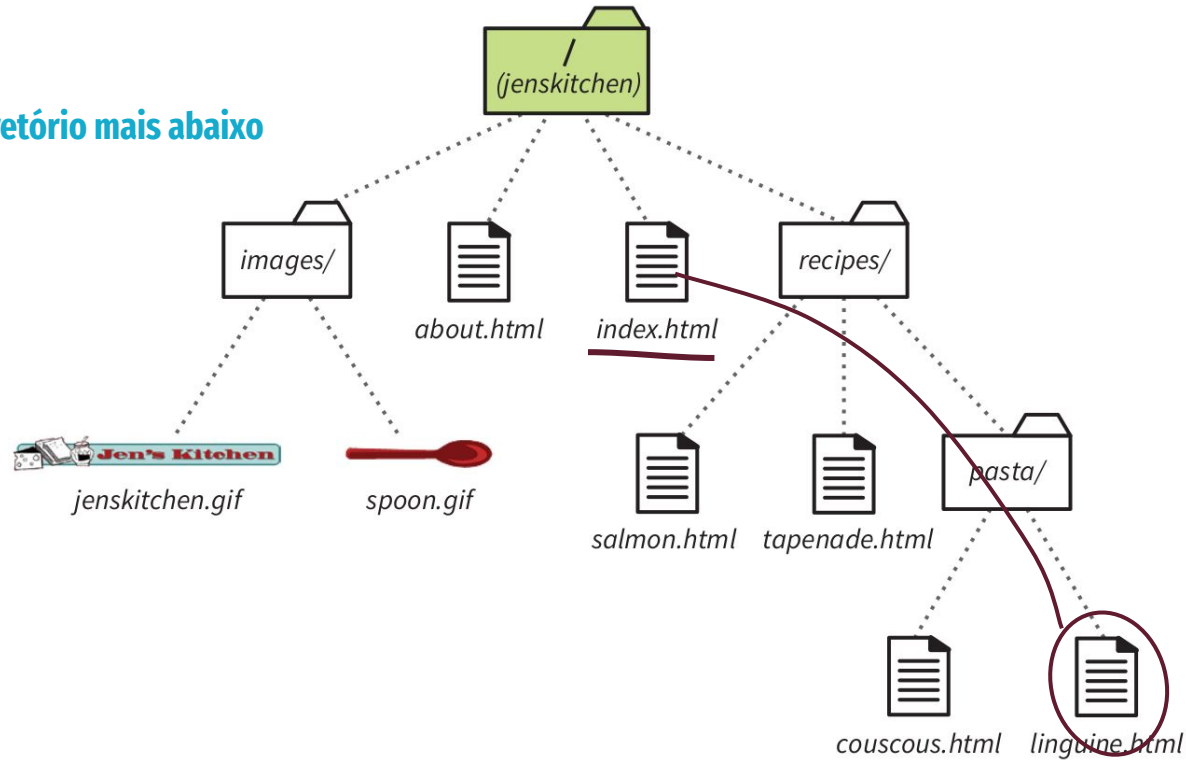 /
(jenskitchen)
etório mais abaixo
images/
recipes/
about.html
index.html
Jen's Kitchen
pasta/
jenskitchen.gif
spoon.gif
salmon.html
tapenade.html
couscous.html
linguine.html